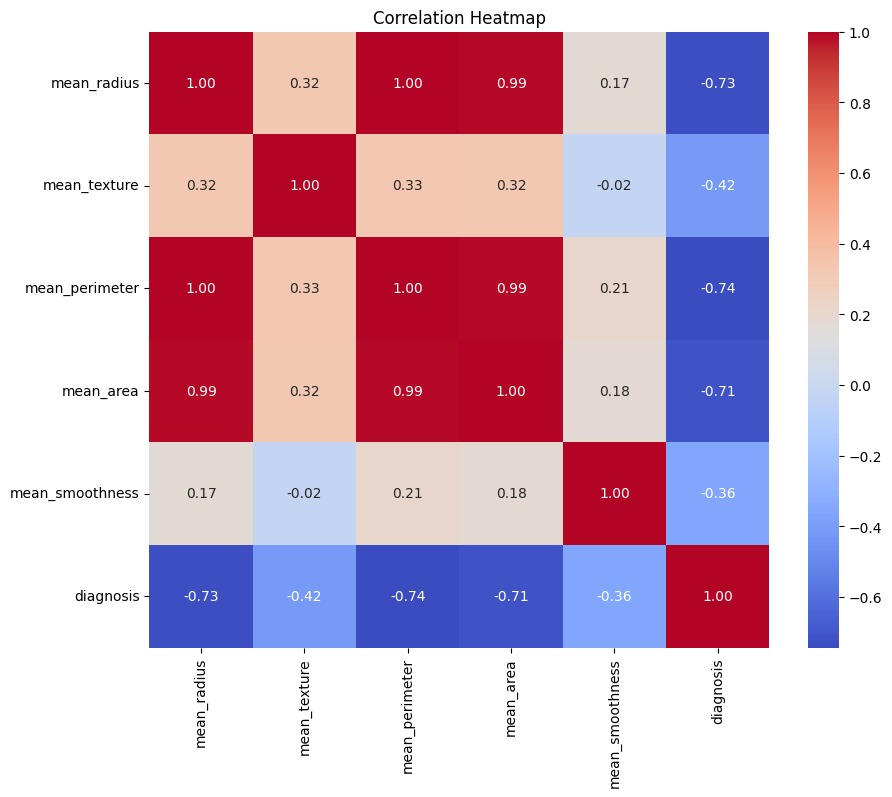 Correlation Heatmap
mean_radius 1.00 0.32 1.00 0.99 0.17 -0.73
mean_texture 0.32 1.00 0.33 0.32 -0.02 -0.42
mean_perimeter 1.00 0.33 1.00 0.99 0.21 -0.74
mean_area 0.99 0.32 0.99 1.00 0.18 -0.71
mean_smoothness 0.17 -0.02 0.21 0.18 1.00 -0.36
diagnosis -0.73 -0.42 -0.74 -0.71 -0.36 1.00
mean_radius
mean_texture
mean_perimeter
mean_area
mean_smoothness
diagnosis
1.0
0.8
0.6
0.4
0.2
0.0
−0.2
−0.4
−0.6